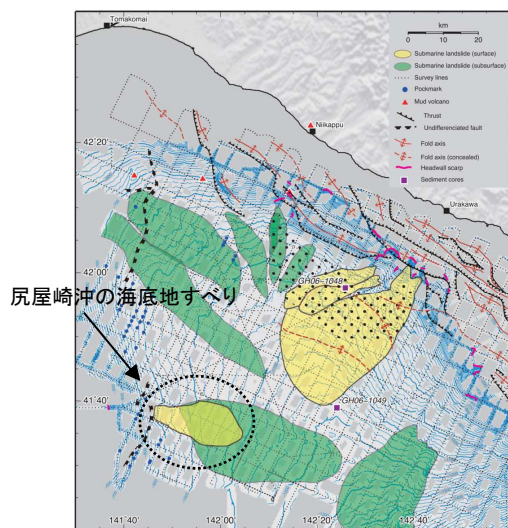 Tomakomai
km
0 10 20
Submarine landslide (surface)
Submarine landslide (subsurface)
Survey lines
Pockmark
Mud volcano
Thrust
Undifferenciated fault
Fold axis
Fold axis (concealed)
Headwall scarp
Sediment cores
Niikappu
42°20'
Urakawa
42°00'
GH06-1048
尻屋崎沖の海底地すべり
41°40'
GH06-1049
141°40' 142°00' 142°20' 142°40'